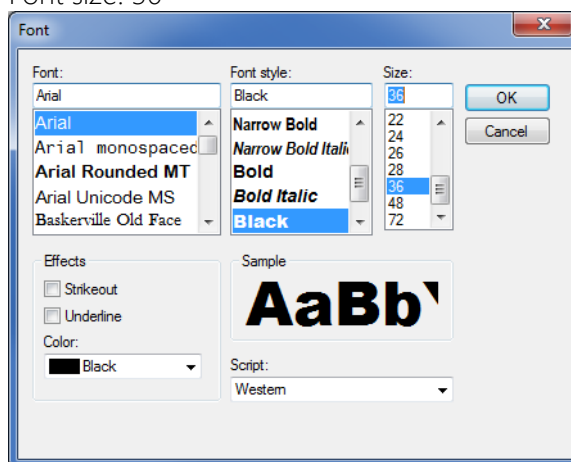 Font size: 36
Font
Font:
Font style:
Size:
Arial
Black
36
OK
Cancel
Arial
Arial monospaced
Arial Rounded MT
Arial Unicode MS
Baskerville Old Face
Narrow Bold
Narrow Bold Itali
Bold
Bold Italic
Black
22
24
26
28
36
48
72
Effects
Strikeout
Underline
Color:
Black
Sample
AaBb
Script:
Western